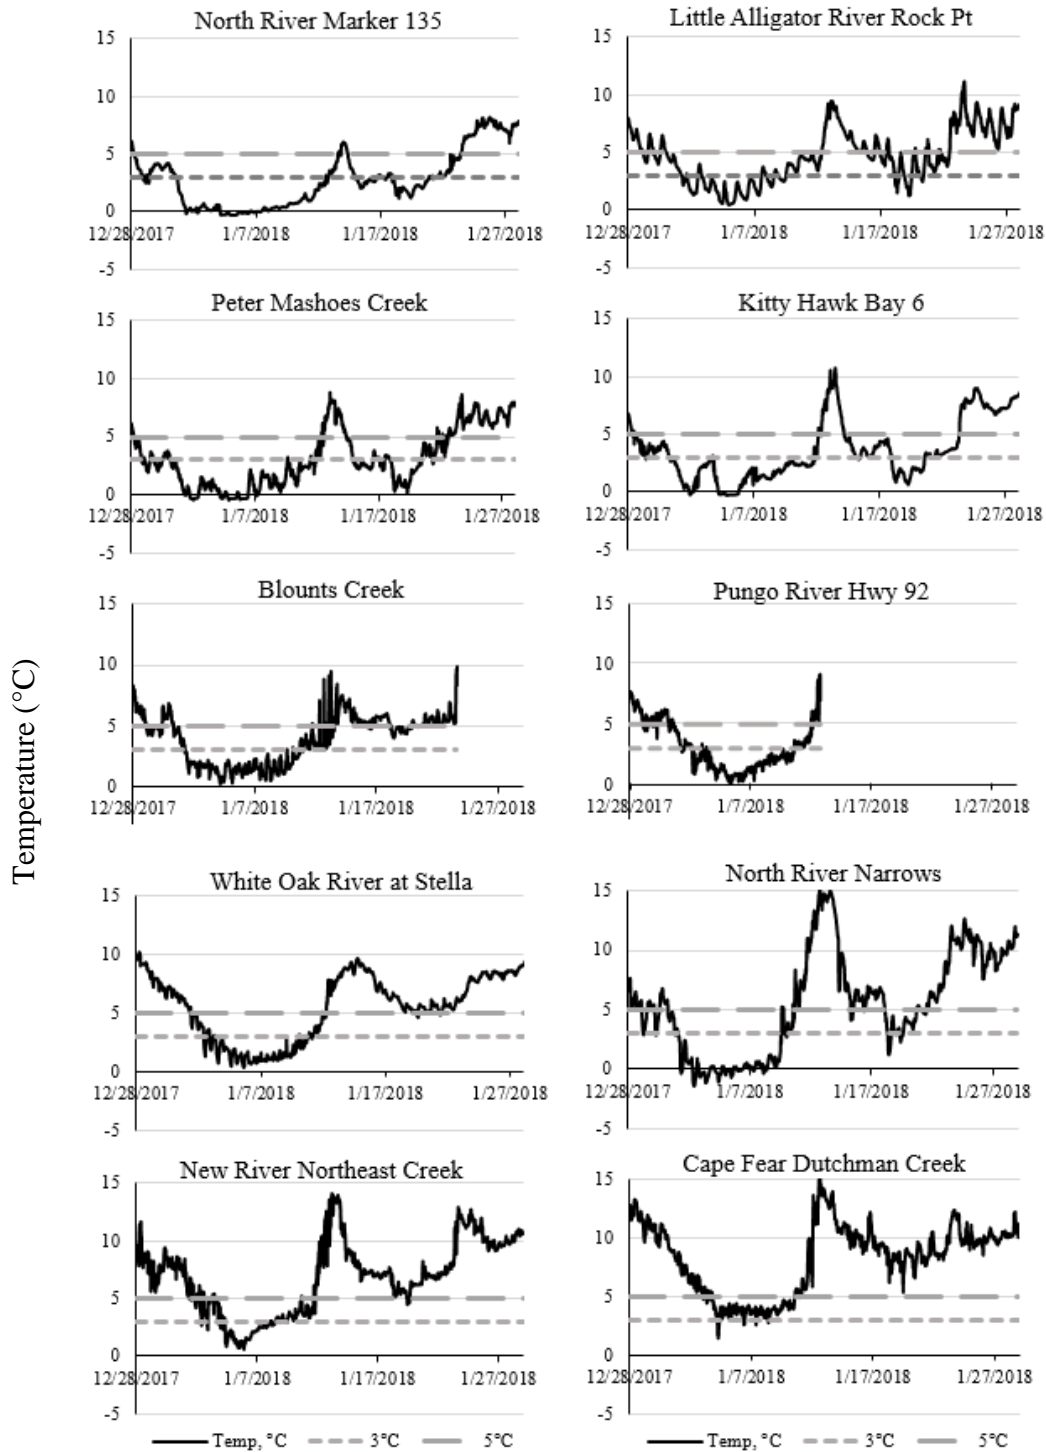 North River Marker 135
15
10
5
0
12/28/2017 1/7/2018 1/17/2018 1/27/2018
-5
Little Alligator River Rock Pt
15
10
5
0
12/28/2017 1/7/2018 1/17/2018 1/27/2018
-5
Peter Mashoes Creek
15
10
5
0
12/28/2017 1/7/2018 1/17/2018 1/27/2018
-5
Kitty Hawk Bay 6
15
10
5
0
12/28/2017 1/7/2018 1/17/2018 1/27/2018
-5
Temperature (°C)
Blounts Creek
15
10
5
0
12/28/2017 1/7/2018 1/17/2018 1/27/2018
Pungo River Hwy 92
15
10
5
0
12/28/2017 1/7/2018 1/17/2018 1/27/2018
White Oak River at Stella
15
10
5
0
12/28/2017 1/7/2018 1/17/2018 1/27/2018
-5
North River Narrows
15
10
5
0
12/28/2017 1/7/2018 1/17/2018 1/27/2018
-5
New River Northeast Creek
15
10
5
0
12/28/2017 1/7/2018 1/17/2018 1/27/2018
-5
Temp, °C 3°C 5°C
Cape Fear Dutchman Creek
15
10
5
0
12/28/2017 1/7/2018 1/17/2018 1/27/2018
-5
Temp, °C 3°C 5°C